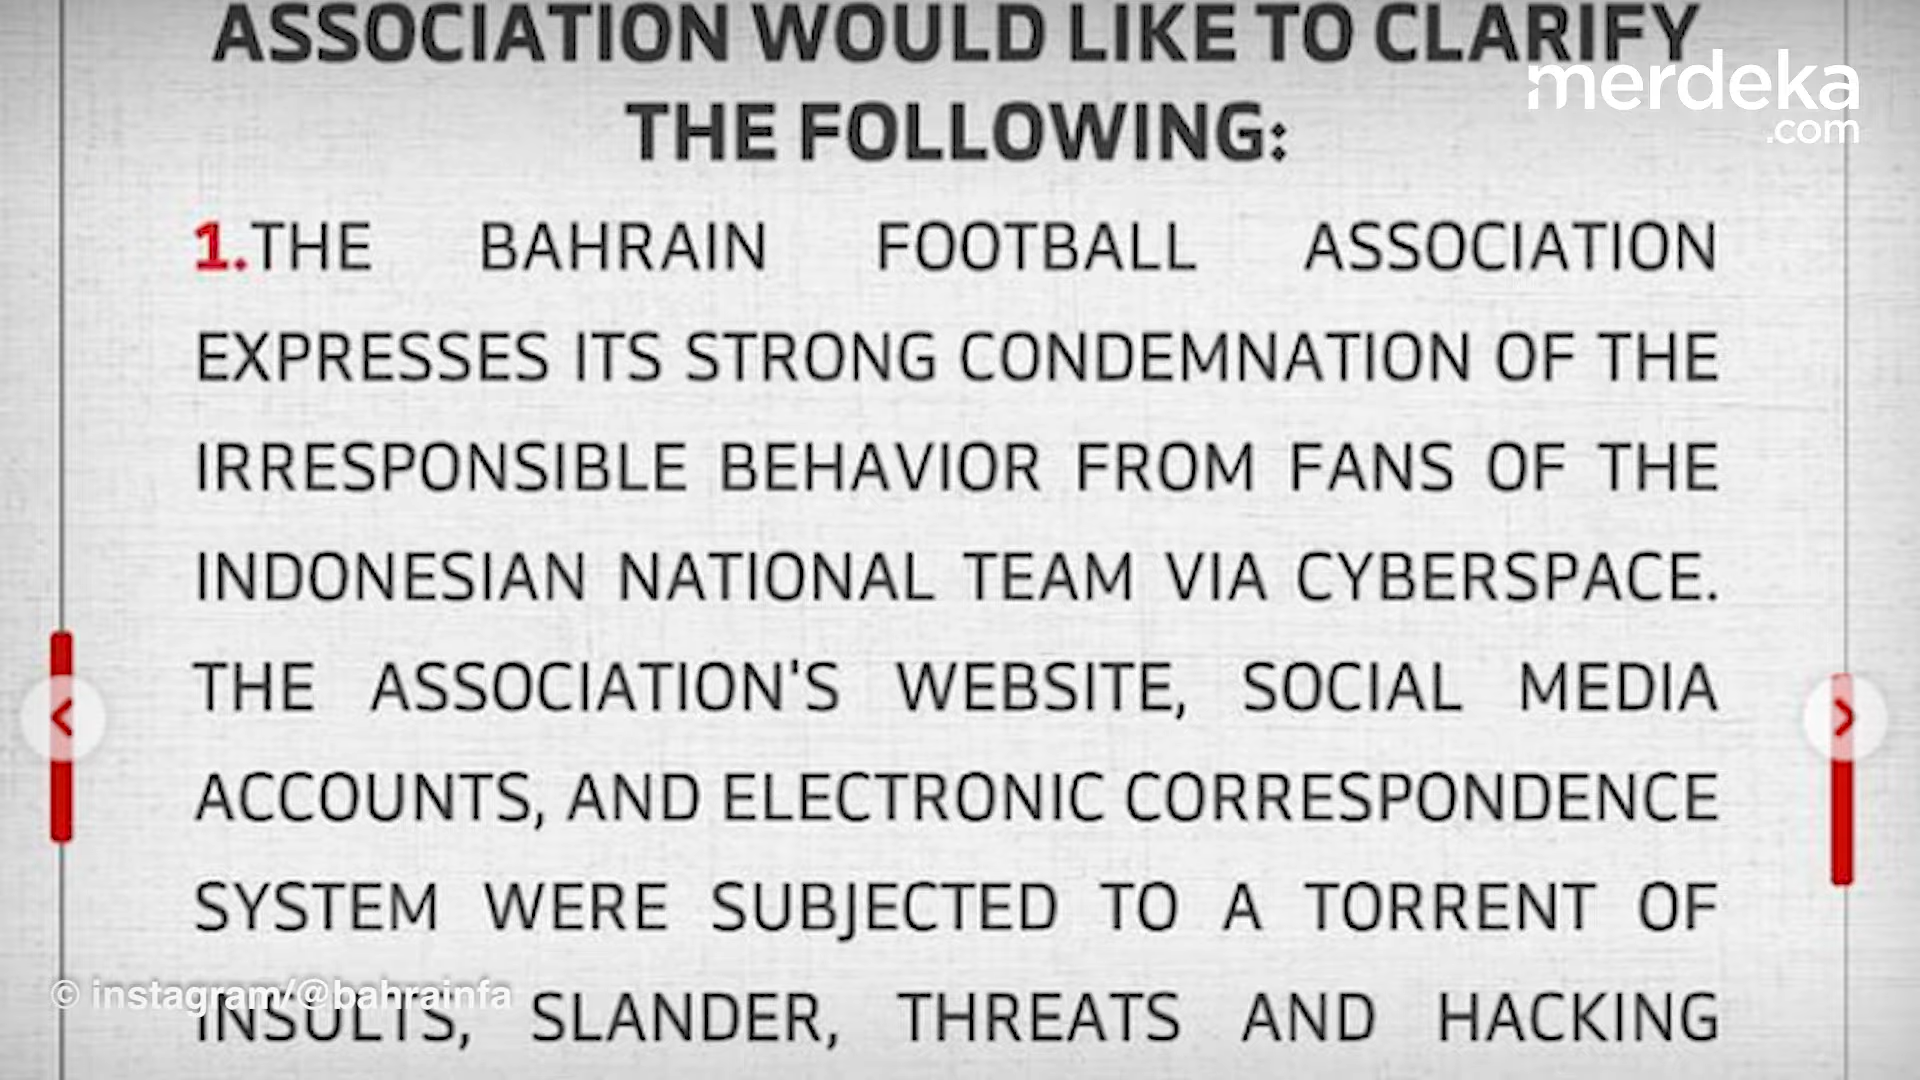 ASSOCIATION WOULD LIKE TO CLARIFY
merdeka
.com
THE FOLLOWING:
1.THE BAHRAIN FOOTBALL ASSOCIATION
EXPRESSES ITS STRONG CONDEMNATION OF THE
IRRESPONSIBLE BEHAVIOR FROM FANS OF THE
INDONESIAN NATIONAL TEAM VIA CYBERSPACE.
THE ASSOCIATION'S WEBSITE, SOCIAL MEDIA
ACCOUNTS, AND ELECTRONIC CORRESPONDENCE
SYSTEM WERE SUBJECTED TO A TORRENT OF
© instagram/@bahrainfa
INSULTS, SLANDER, THREATS AND HACKING